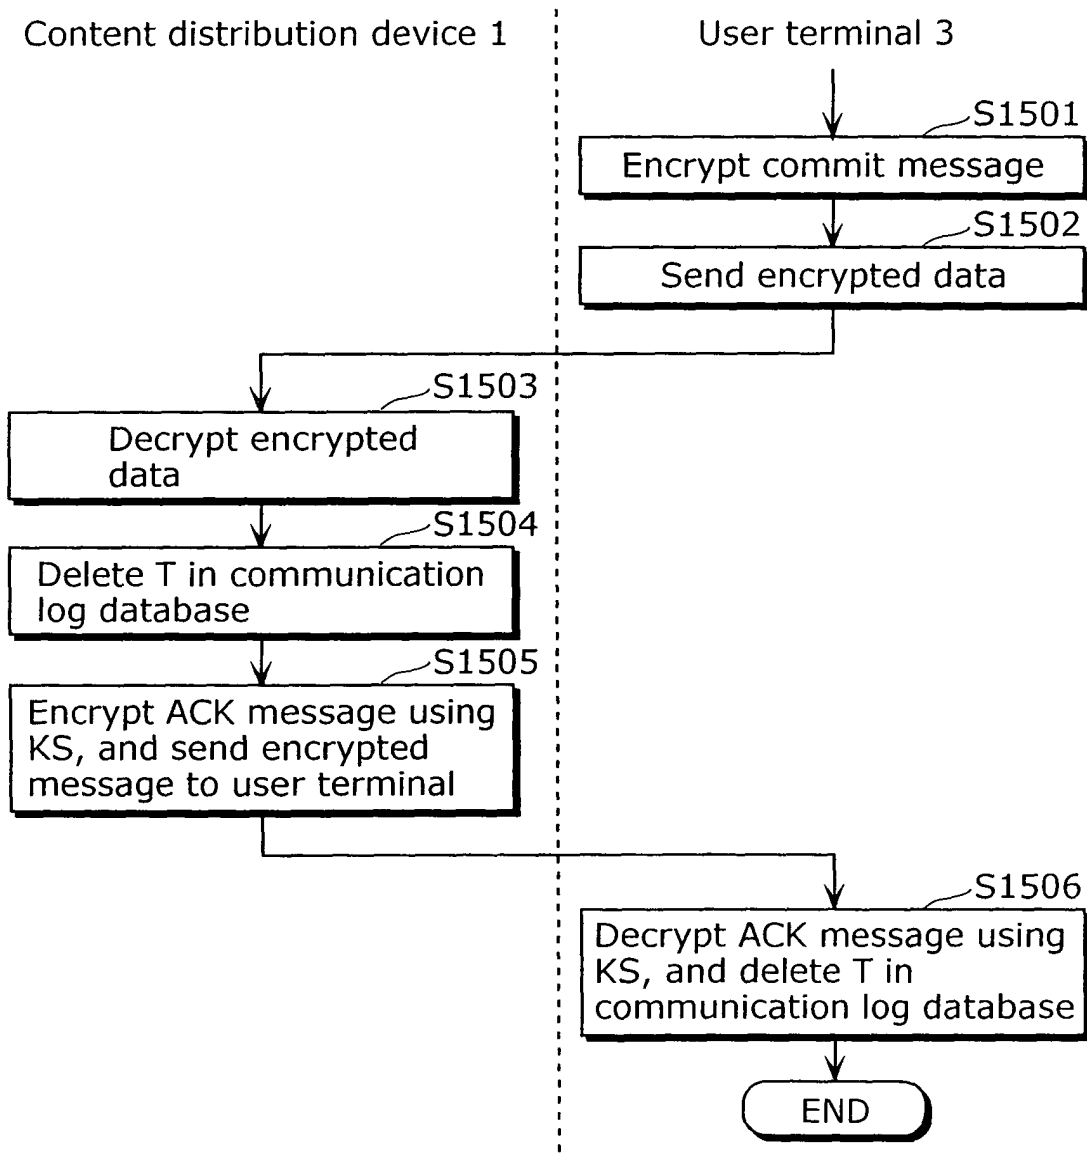 Content distribution device 1
User terminal 3
S1501
Encrypt commit message
S1502
Send encrypted data
S1503
Decrypt encrypted
data
S1504
Delete T in communication
log database
S1505
Encrypt ACK message using
KS, and send encrypted
message to user terminal
S1506
Decrypt ACK message using
KS, and delete T in
communication log database
END